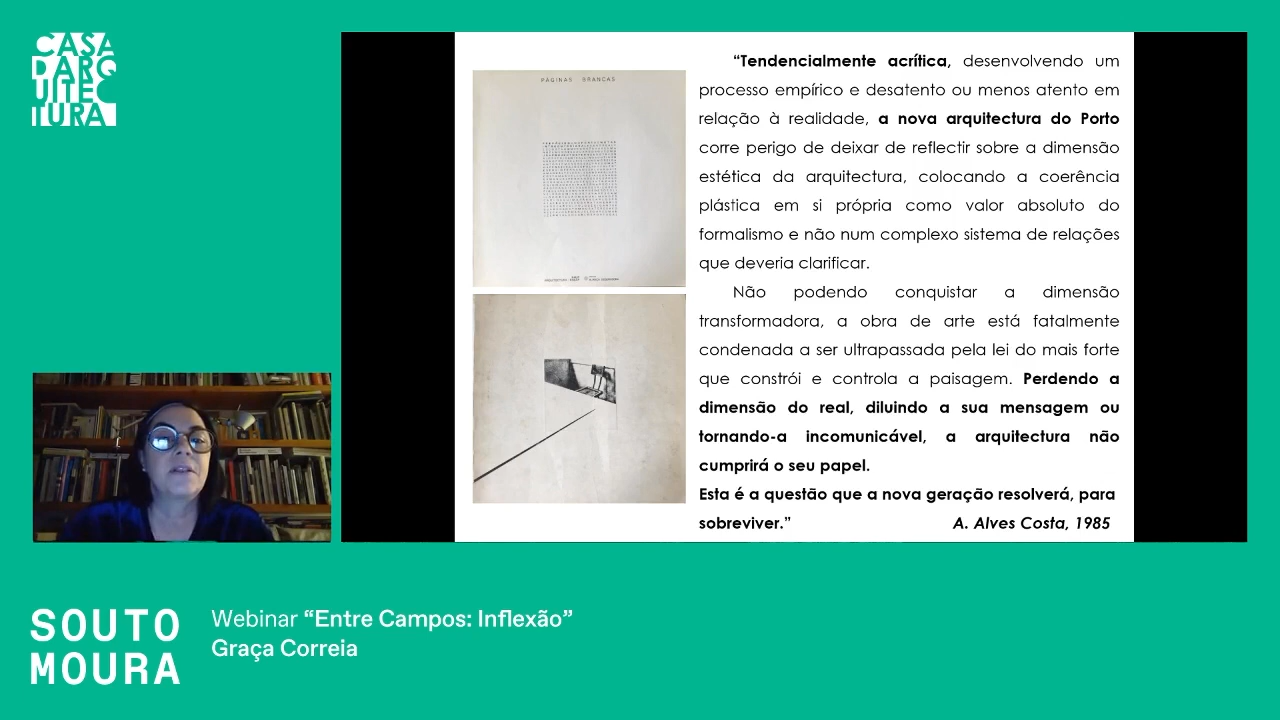 CASA
DARQ
UITEC
TURA
PÁGINAS BRANCAS
“Tendencialmente acrítica, desenvolvendo um
processo empírico e desatento ou menos atento em
relação à realidade, a nova arquitectura do Porto
corre perigo de deixar de reflectir sobre a dimensão
estética da arquitectura, colocando a coerência
plástica em si própria como valor absoluto do
formalismo e não num complexo sistema de relações
que deveria clarificar.
Não podendo conquistar a dimensão
transformadora, a obra de arte está fatalmente
condenada a ser ultrapassada pela lei do mais forte
que constrói e controla a paisagem. Perdendo a
dimensão do real, diluindo a sua mensagem ou
tornando-a incomunicável, a arquitectura não
cumprirá o seu papel.
Esta é a questão que a nova geração resolverá, para
sobreviver.”
A. Alves Costa, 1985
SOUTO
MOURA
Webinar “Entre Campos: Inflexão”
Graça Correia